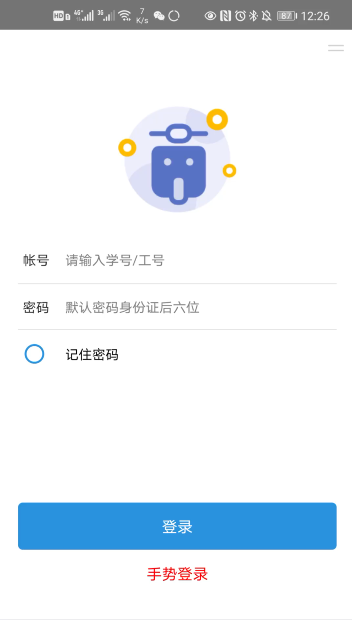 HD 4G+ 3G 7 K/s 87 12:26
帐号 请输入学号/工号
密码 默认密码身份证后六位
记住密码
登录
手势登录